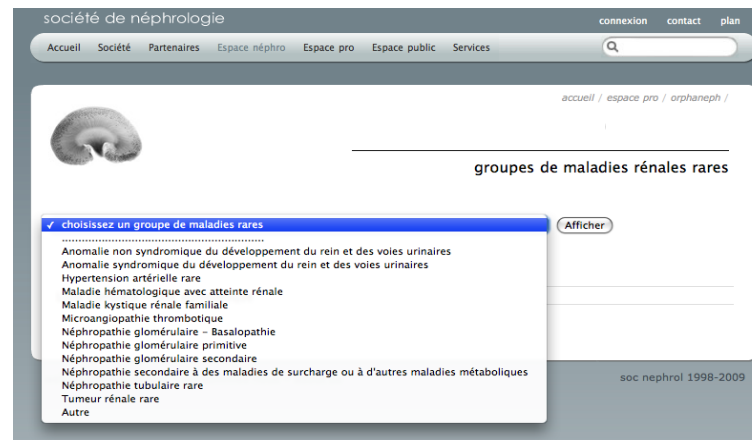 société de néphrologie
connexion contact plan
Accueil Société Partenaires Espace néphro Espace pro Espace public Services
accueil / espace pro / orphaneph /
groupes de maladies rénales rares
✓ choisissez un groupe de maladies rares
Afficher
..............................................................
Anomalie non syndromique du développement du rein et des voies urinaires
Anomalie syndromique du développement du rein et des voies urinaires
Hypertension artérielle rare
Maladie hématologique avec atteinte rénale
Maladie kystique rénale familiale
Microangiopathie thrombotique
Néphropathie glomérulaire – Basalopathie
Néphropathie glomérulaire primitive
Néphropathie glomérulaire secondaire
Néphropathie secondaire à des maladies de surcharge ou à d'autres maladies métaboliques
Néphropathie tubulaire rare
Tumeur rénale rare
Autre
soc nephrol 1998-2009